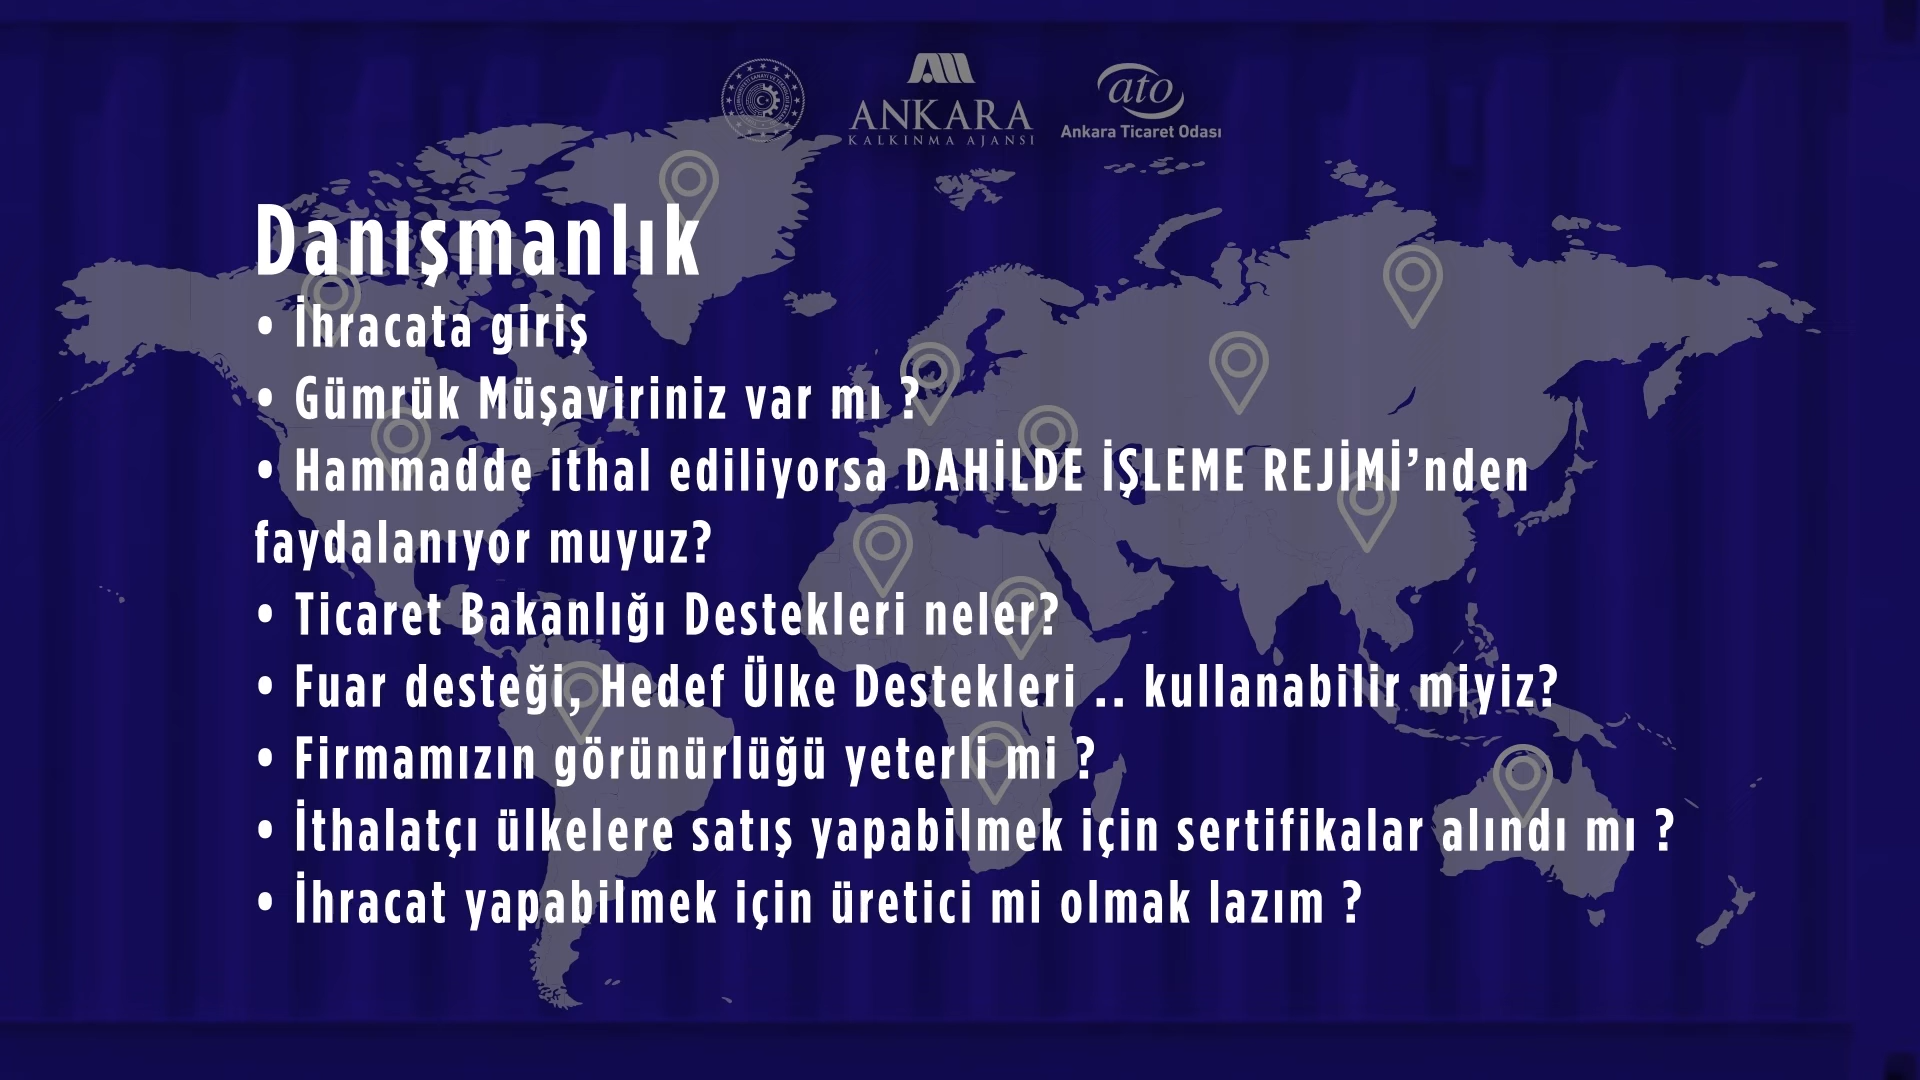 ANKARA
KALKINMA AJANSI
ato
Ankara Ticaret Odası
Danışmanlık
• İhracata giriş
• Gümrük Müşaviriniz var mı ?
• Hammadde ithal ediliyorsa DAHİLDE İŞLEME REJİMİ’nden
faydalanıyor muyuz?
• Ticaret Bakanlığı Destekleri neler?
• Fuar desteği, Hedef Ülke Destekleri .. kullanabilir miyiz?
• Firmamızın görünürlüğü yeterli mi ?
• İthalatçı ülkelere satış yapabilmek için sertifikalar alındı mı ?
• İhracat yapabilmek için üretici mi olmak lazım ?